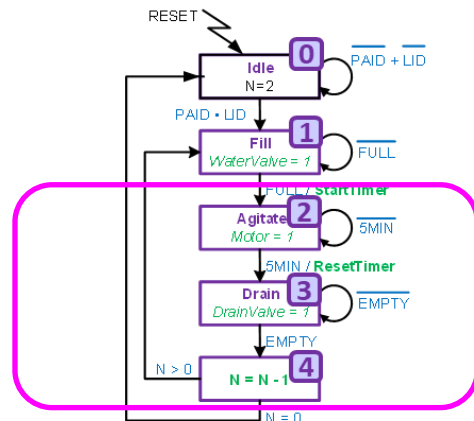 RESET
0
Idle
N=2
PAID + LID
PAID • LID
1
Fill
WaterValve = 1
FULL
FULL / StartTimer
2
Agitate
Motor = 1
5MIN
5MIN / ResetTimer
3
Drain
DrainValve = 1
EMPTY
EMPTY
4
N > 0
N = N - 1
N = 0